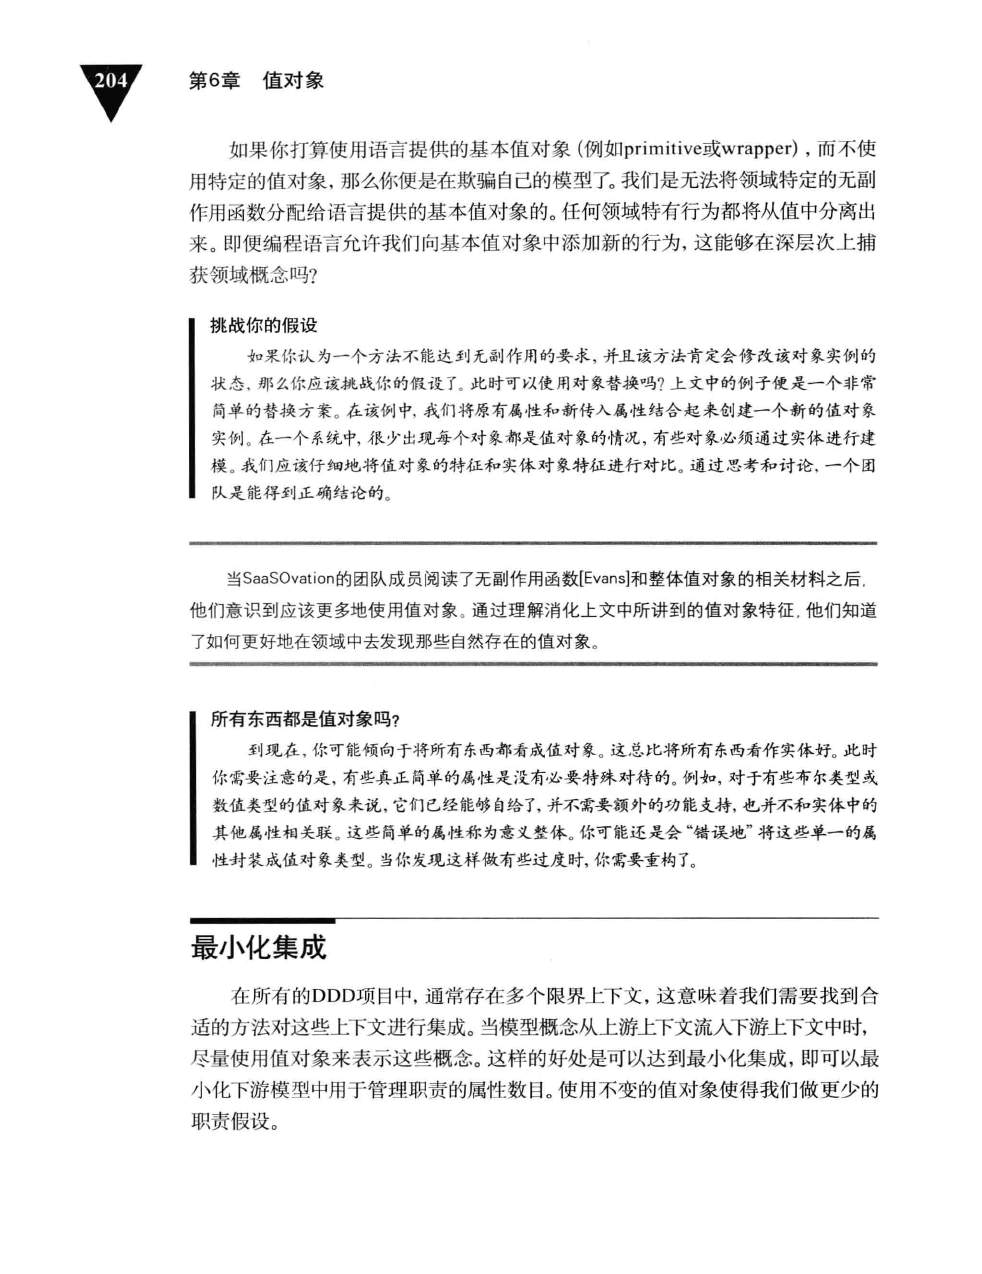 204
第6章 值对象
如果你打算使用语言提供的基本值对象（例如primitive或wrapper），而不使
用特定的值对象，那么你便是在欺骗自己的模型了。我们是无法将领域特定的无副
作用函数分配给语言提供的基本值对象的。任何领域特有行为都将从值中分离出
来。即便编程语言允许我们向基本值对象中添加新的行为，这能够在深层次上捕
获领域概念吗？
挑战你的假设
如果你认为一个方法不能达到无副作用的要求，并且该方法肯定会修改该对象实例的
状态，那么你应该挑战你的假设了。此时可以使用对象替换吗？上文中的例子便是一个非常
简单的替换方案。在该例中，我们将原有属性和新传入属性结合起来创建一个新的值对象
实例。在一个系统中，很少出现每个对象都是值对象的情况，有些对象必须通过实体进行建
模。我们应该仔细地将值对象的特征和实体对象特征进行对比。通过思考和讨论，一个团
队是能得到正确结论的。
当SaaSOvation的团队成员阅读了无副作用函数[Evans]和整体值对象的相关材料之后，
他们意识到应该更多地使用值对象。通过理解消化上文中所讲到的值对象特征，他们知道
了如何更好地在领域中去发现那些自然存在的值对象。
所有东西都是值对象吗？
到现在，你可能倾向于将所有东西都看成值对象。这总比将所有东西看作实体好。此时
你需要注意的是，有些真正简单的属性是没有必要特殊对待的。例如，对于有些布尔类型或
数值类型的值对象来说，它们已经能够自给了，并不需要额外的功能支持，也并不和实体中的
其他属性相关联。这些简单的属性称为意义整体。你可能还是会“错误地”将这些单一的属
性封装成值对象类型。当你发现这样做有些过度时，你需要重构了。
最小化集成
在所有的DDD项目中，通常存在多个限界上下文，这意味着我们需要找到合
适的方法对这些上下文进行集成。当模型概念从上游上下文流入下游上下文中时，
尽量使用值对象来表示这些概念。这样的好处是可以达到最小化集成，即可以最
小化下游模型中用于管理职责的属性数目。使用不变的值对象使得我们做更少的
职责假设。